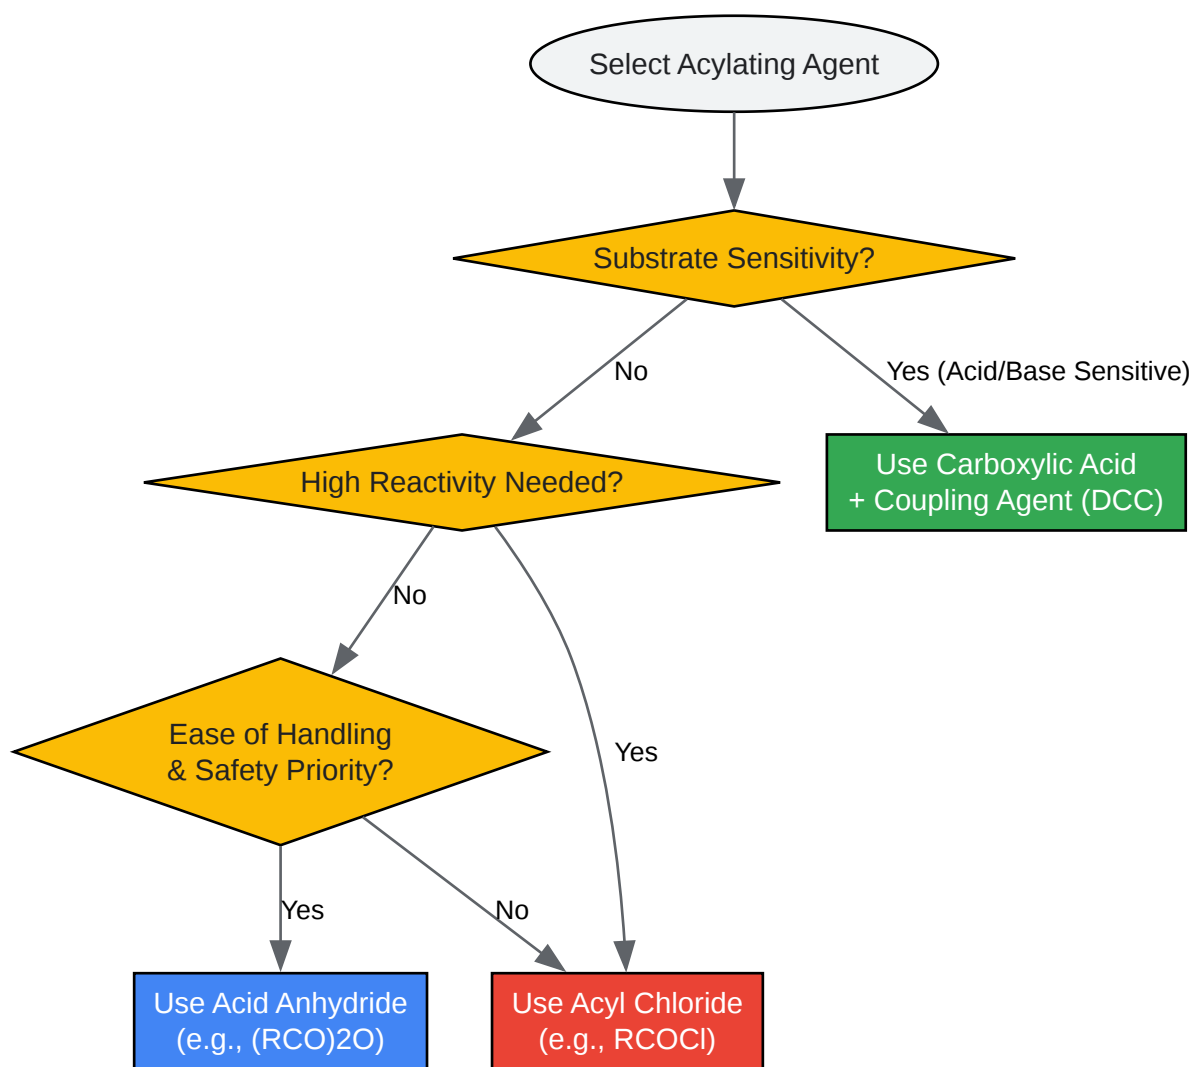 Select Acylating Agent
Substrate Sensitivity?
No
Yes (Acid/Base Sensitive)
High Reactivity Needed?
Use Carboxylic Acid
+ Coupling Agent (DCC)
No
Ease of Handling
& Safety Priority?
Yes
Yes
No
Use Acid Anhydride
(e.g., (RCO)2O)
Use Acyl Chloride
(e.g., RCOCl)